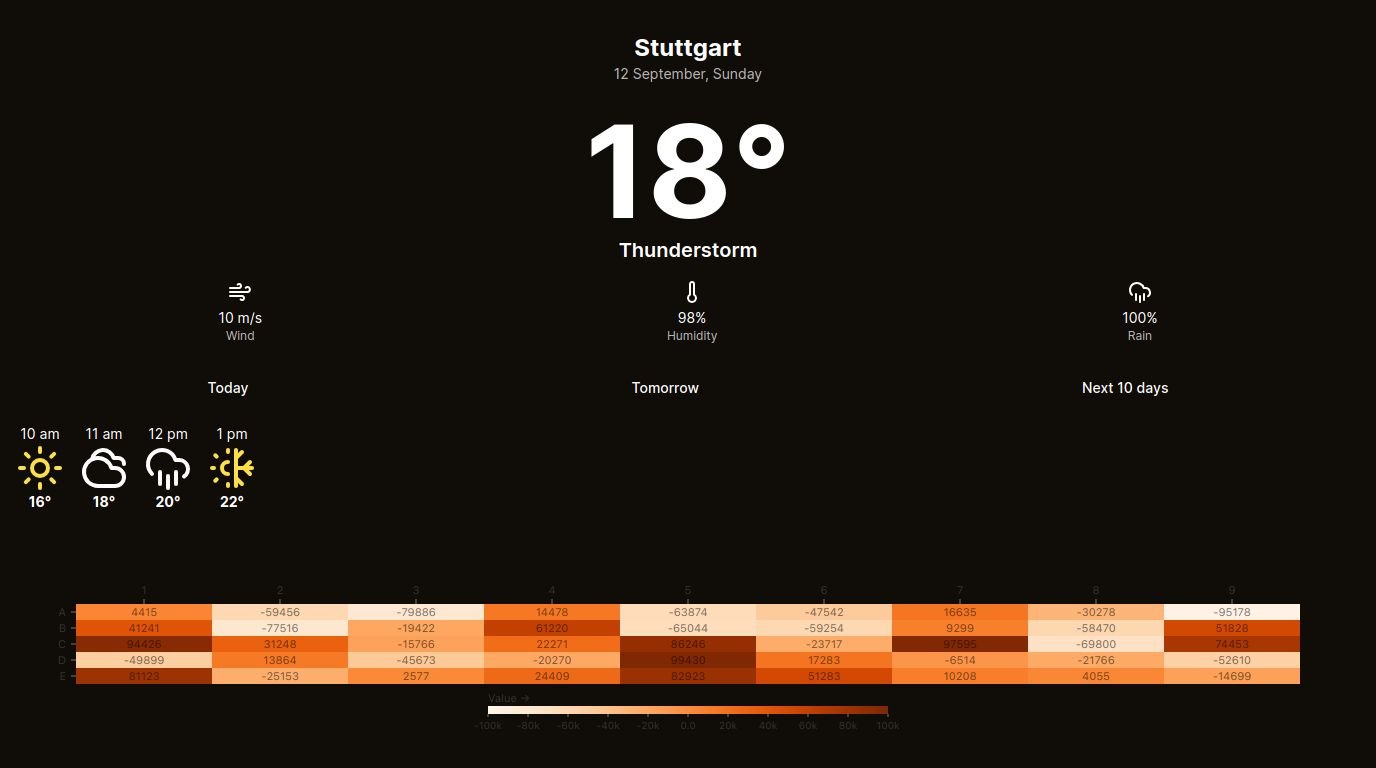 Stuttgart
12 September, Sunday
18°
Thunderstorm
10 m/s 98% 100%
Wind Humidity Rain
Today Tomorrow Next 10 days
10 am 11 am 12 pm 1 pm
16° 18° 20° 22°
1 2 3 4 5 6 7 8 9
A 4415 -59456 -79886 14478 -63874 -47542 16635 -30278 -95178
B 41241 -77516 -19422 61220 -65044 -59254 9299 -58470 51828
C 94426 31248 -15766 22271 86246 -23717 97595 -69800 74453
D -49899 13864 -45673 -20270 99430 17283 -6514 -21766 -52610
E 81123 -25153 2577 24409 82923 51283 10208 4055 -14699
Value →
-100k -80k -60k -40k -20k 0.0 20k 40k 60k 80k 100k